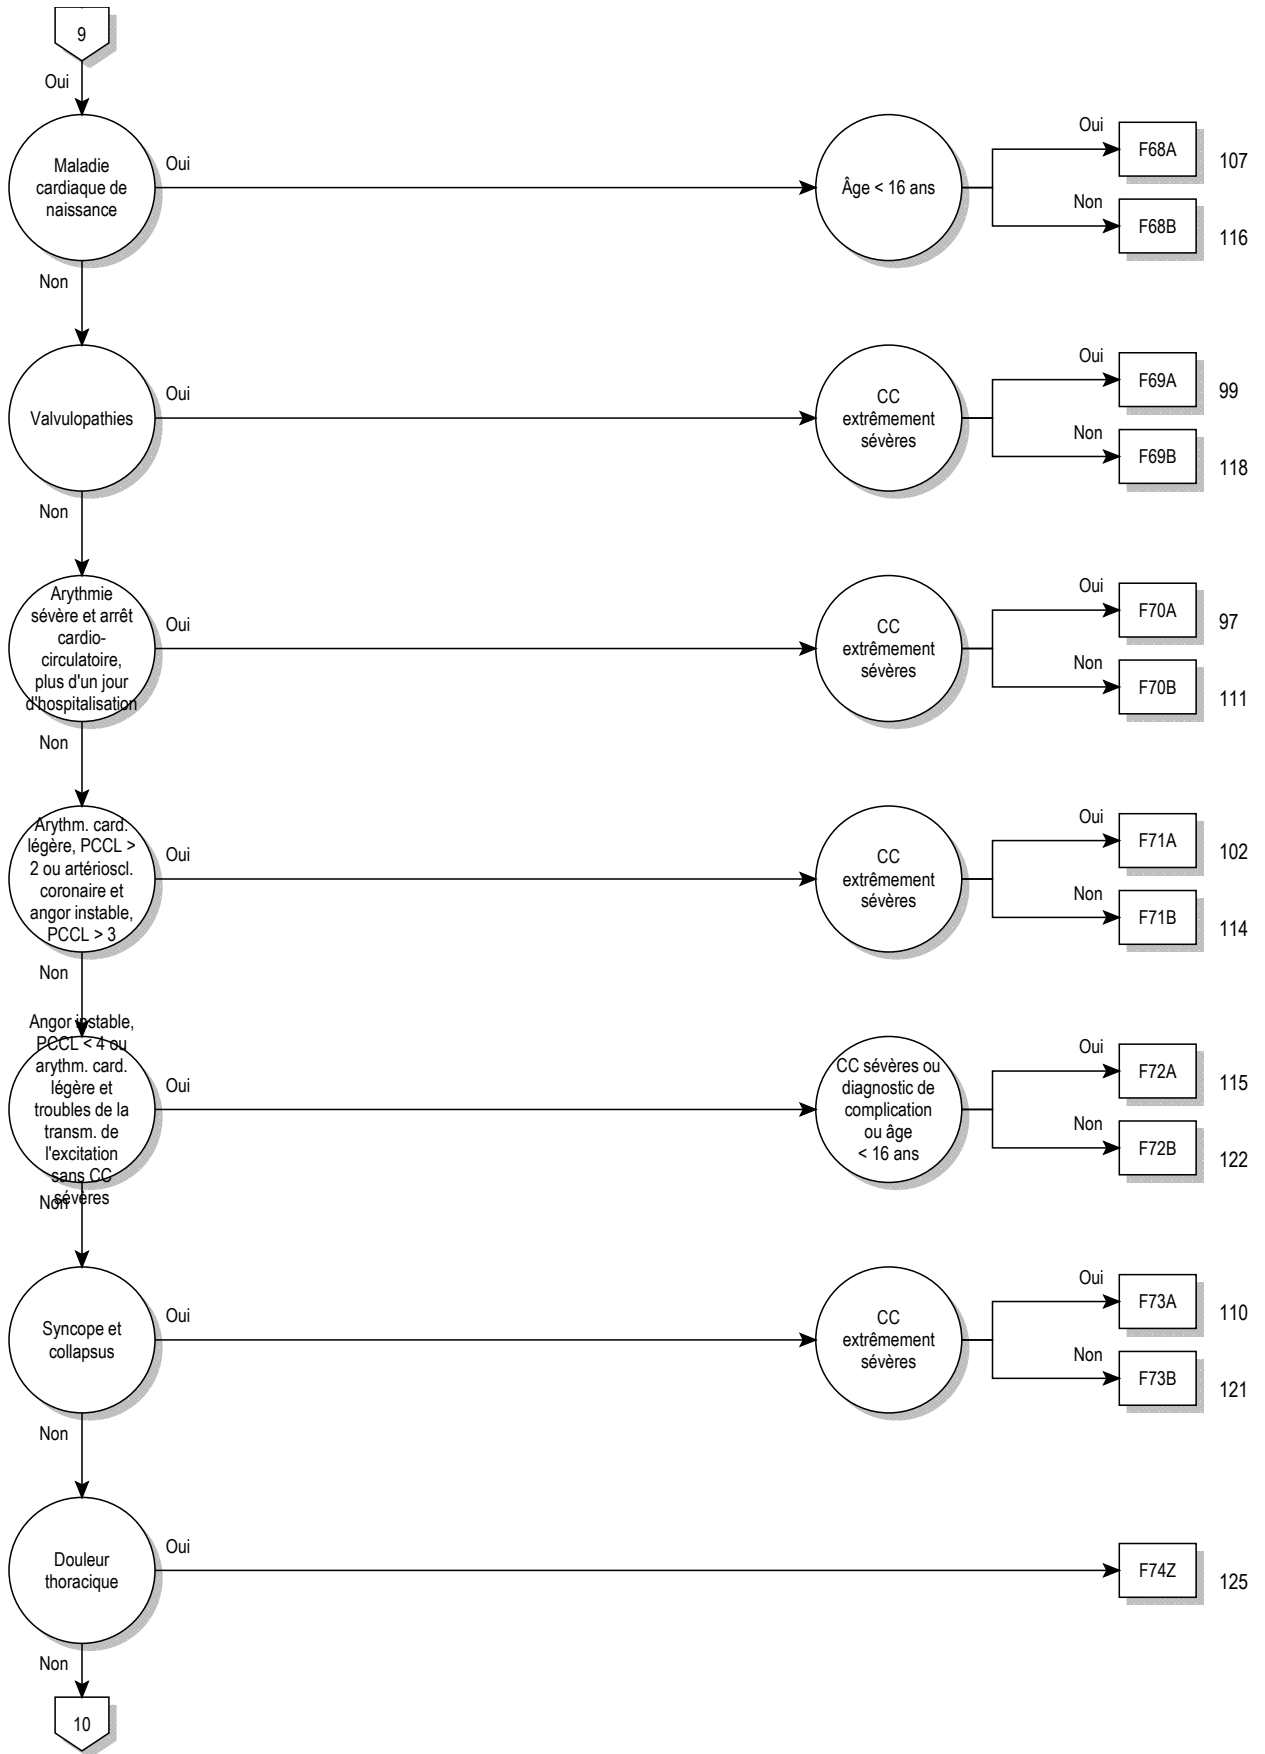 9
Oui
Maladie
cardiaque de
naissance
Oui
Âge < 16 ans
Oui
F68A
107
Non
F68B
116
Non
Valvulopathies
Oui
CC
extrêmement
sévères
Oui
F69A
99
Non
F69B
118
Non
Arythmie
sévère et arrêt
cardio-
circulatoire,
plus d'un jour
d'hospitalisation
Oui
CC
extrêmement
sévères
Oui
F70A
97
Non
F70B
111
Non
Arythm. card.
légère, PCCL >
2 ou artérioscl.
coronaire et
angor instable,
PCCL > 3
Oui
CC
extrêmement
sévères
Oui
F71A
102
Non
F71B
114
Non
Angor instable,
PCCL < 4 ou
arythm. card.
légère et
troubles de la
transm. de
l'excitation
sans CC
sévères
Oui
CC sévères ou
diagnostic de
complication
ou âge
< 16 ans
Oui
F72A
115
Non
F72B
122
Non
Syncope et
collapsus
Oui
CC
extrêmement
sévères
Oui
F73A
110
Non
F73B
121
Non
Douleur
thoracique
Oui
F74Z
125
Non
10